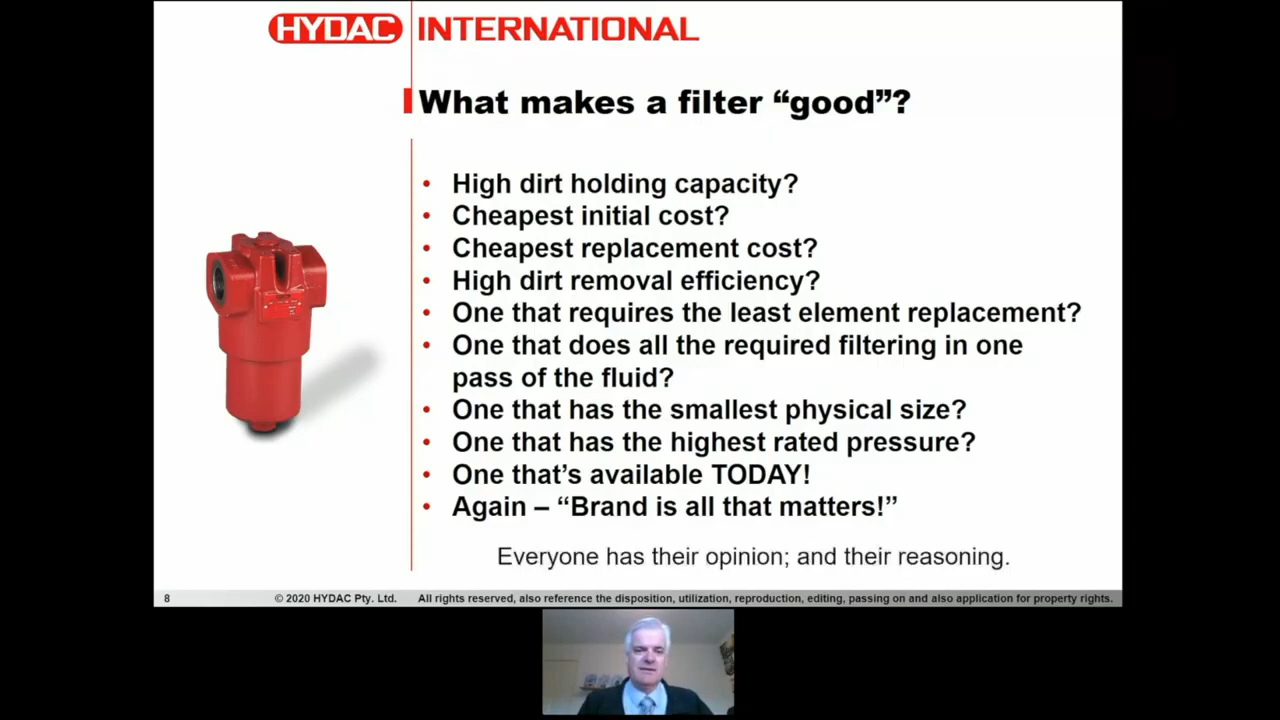 HYDAC INTERNATIONAL
What makes a filter “good”?
• High dirt holding capacity?
• Cheapest initial cost?
• Cheapest replacement cost?
• High dirt removal efficiency?
• One that requires the least element replacement?
• One that does all the required filtering in one
pass of the fluid?
• One that has the smallest physical size?
• One that has the highest rated pressure?
• One that’s available TODAY!
• Again – “Brand is all that matters!”
Everyone has their opinion; and their reasoning.
8 © 2020 HYDAC Pty. Ltd. All rights reserved, also reference the disposition, utilization, reproduction, editing, passing on and also application for property rights.